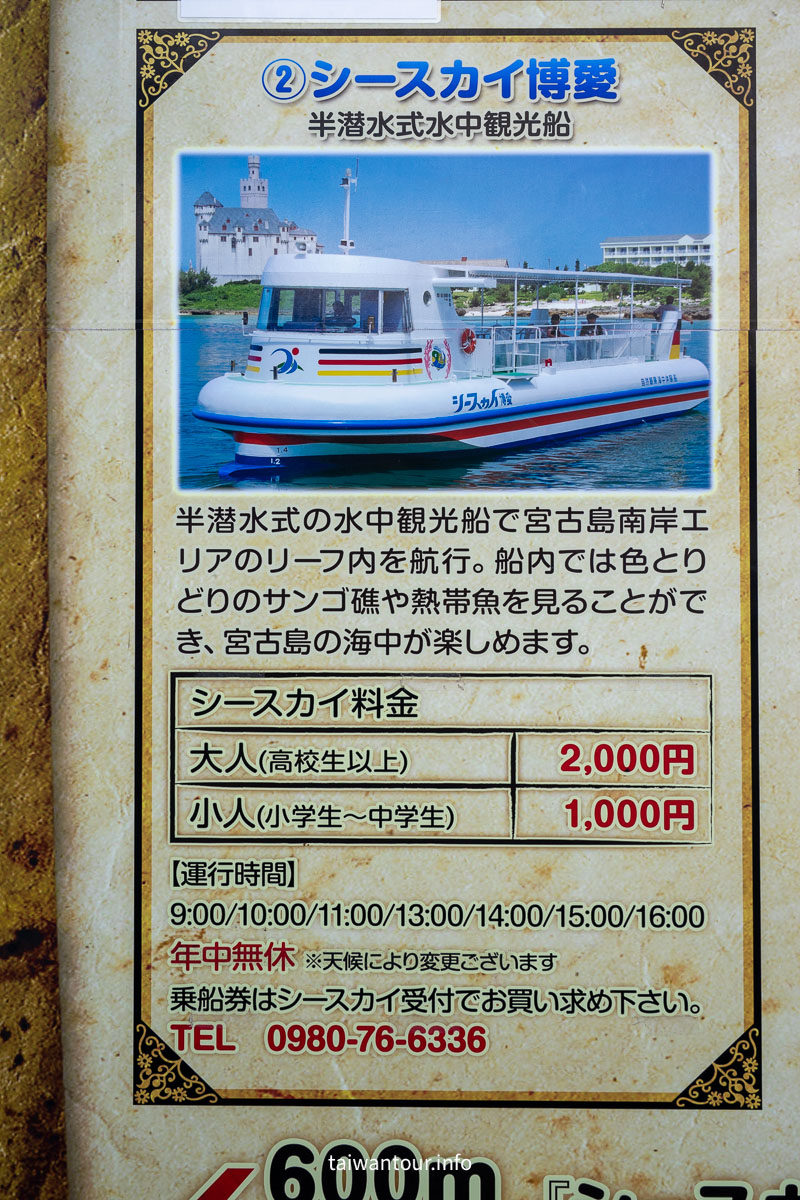 ②シースカイ博愛
半潜水式水中観光船
シースカイ博愛
1.4
1.2
半潜水式の水中観光船で宮古島南岸エ
リアのリーフ内を航行。船内では色とり
どりのサンゴ礁や熱帯魚を見ることがで
き、宮古島の海中が楽しめます。
シースカイ料金
大人(高校生以上) 2,000円
小人(小学生～中学生) 1,000円
【運行時間】
9:00/10:00/11:00/13:00/14:00/15:00/16:00
年中無休 ※天候により変更ございます
乗船券はシースカイ受付でお買い求め下さい。
TEL 0980-76-6336
600m
taiwantour.info